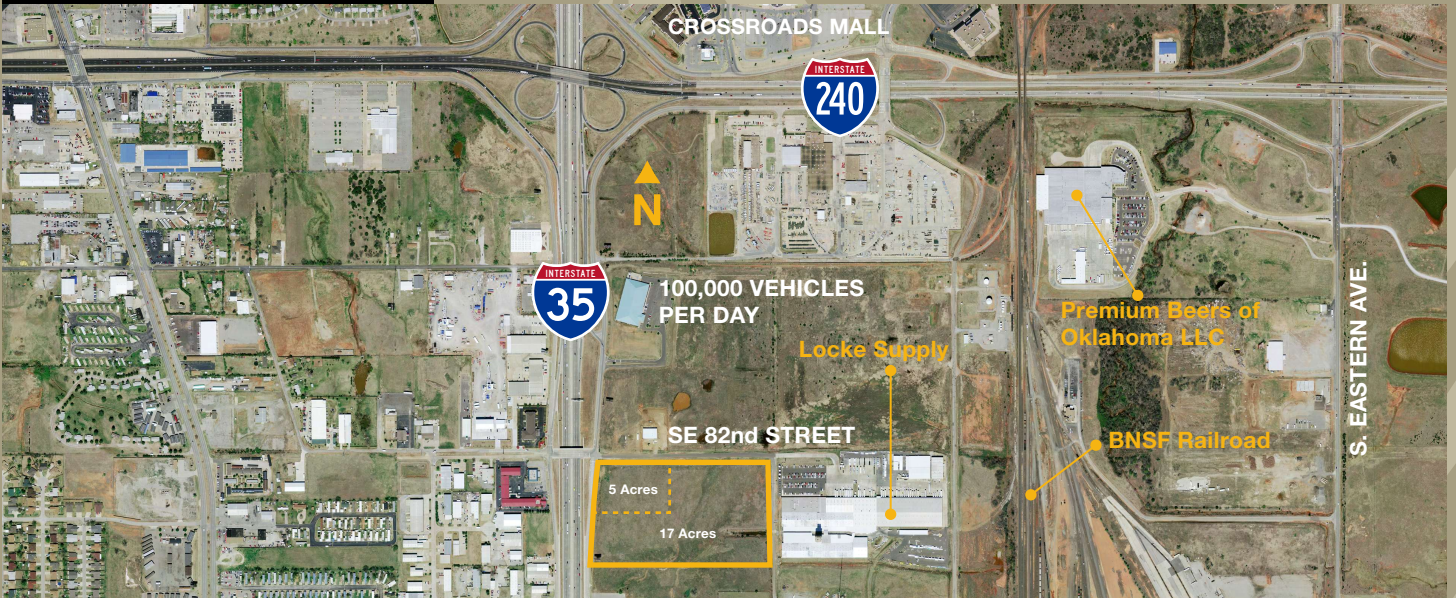 CROSSROADS MALL
INTERSTATE
240
N
INTERSTATE
35
100,000 VEHICLES
PER DAY
Premium Beers of
Oklahoma LLC
Locke Supply
S. EASTERN AVE.
SE 82nd STREET
BNSF Railroad
5 Acres
17 Acres